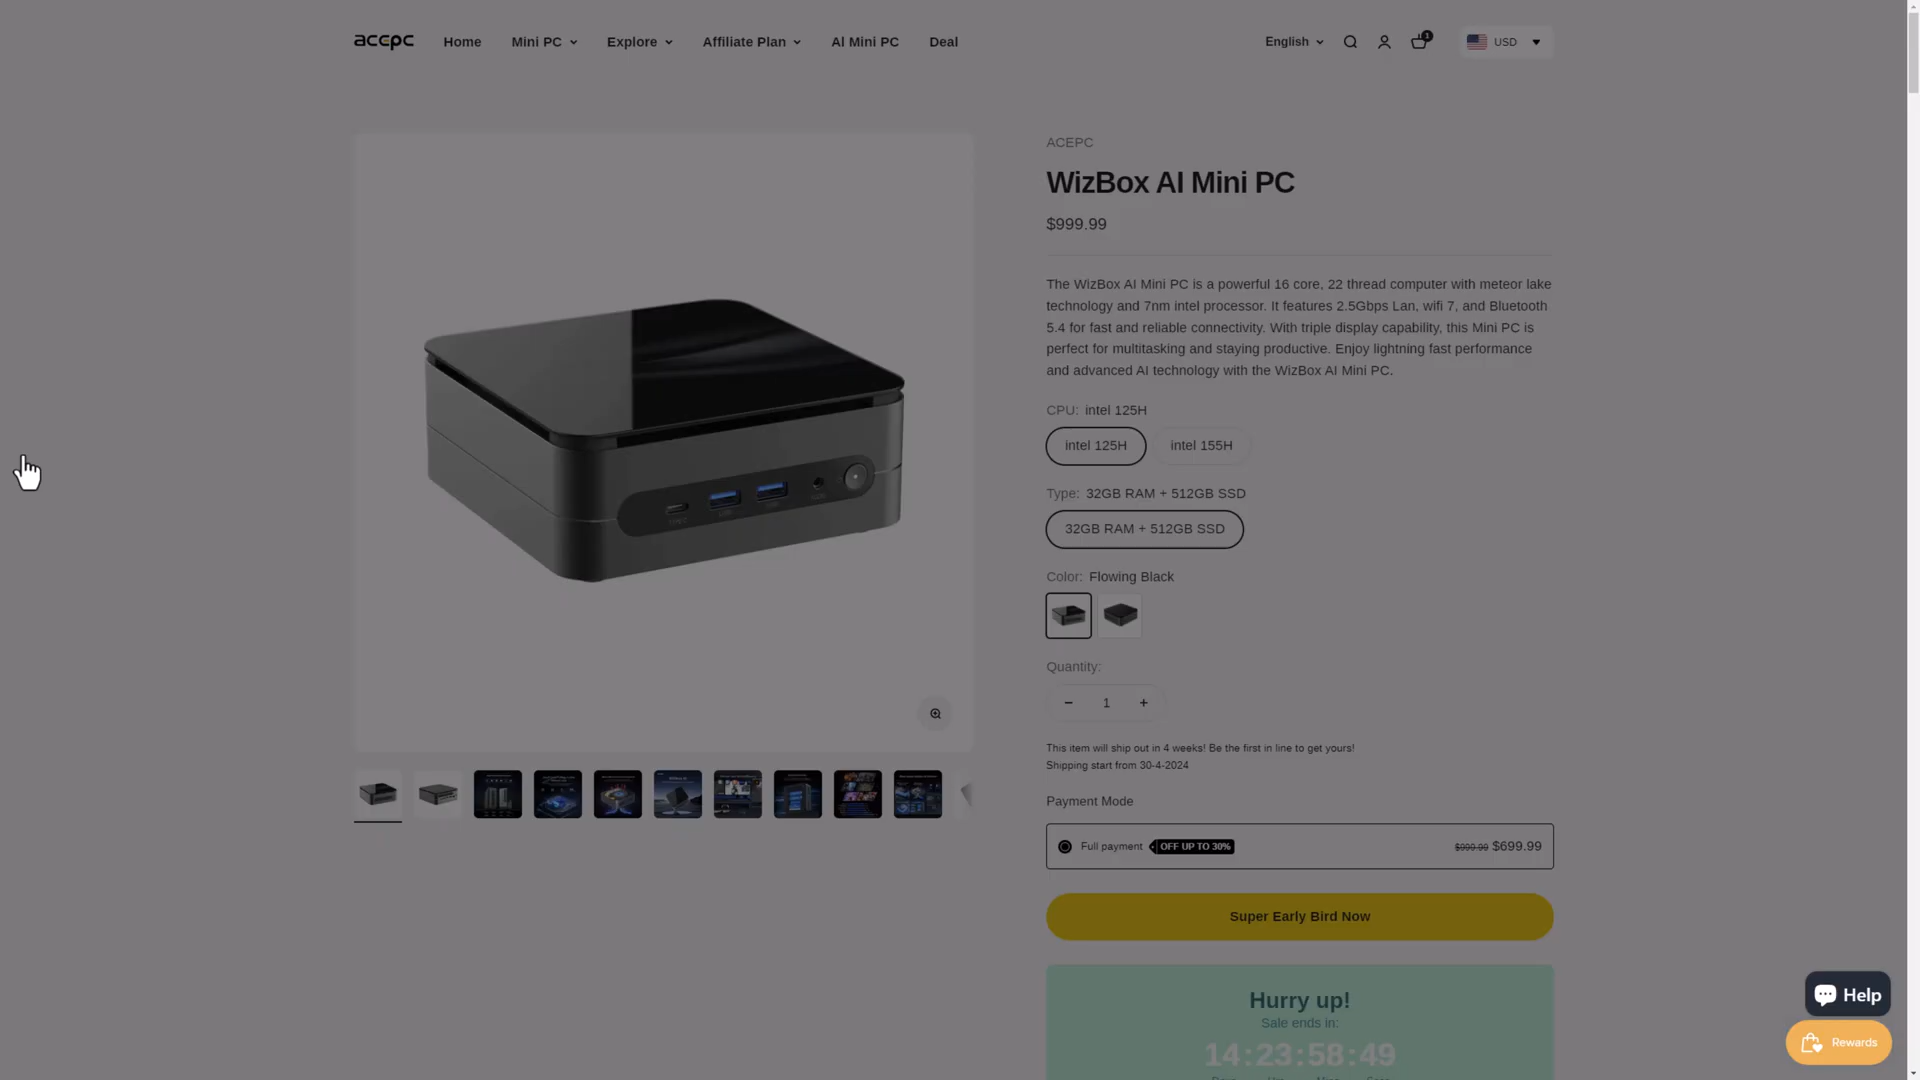 acepc
Home
Mini PC
Explore
Affiliate Plan
Al Mini PC
Deal
English
1
USD
ACEPC
WizBox AI Mini PC
$999.99
The WizBox AI Mini PC is a powerful 16 core, 22 thread computer with meteor lake
technology and 7nm intel processor. It features 2.5Gbps Lan, wifi 7, and Bluetooth
5.4 for fast and reliable connectivity. With triple display capability, this Mini PC is
perfect for multitasking and staying productive. Enjoy lightning fast performance
and advanced AI technology with the WizBox AI Mini PC.
CPU: intel 125H
intel 125H
intel 155H
Type: 32GB RAM + 512GB SSD
32GB RAM + 512GB SSD
Color: Flowing Black
Quantity:
− 1 +
This item will ship out in 4 weeks! Be the first in line to get yours!
Shipping start from 30-4-2024
Payment Mode
Full payment OFF UP TO 30% $999.99 $699.99
Super Early Bird Now
Hurry up!
Sale ends in:
14:23:58:49
Help
Rewards